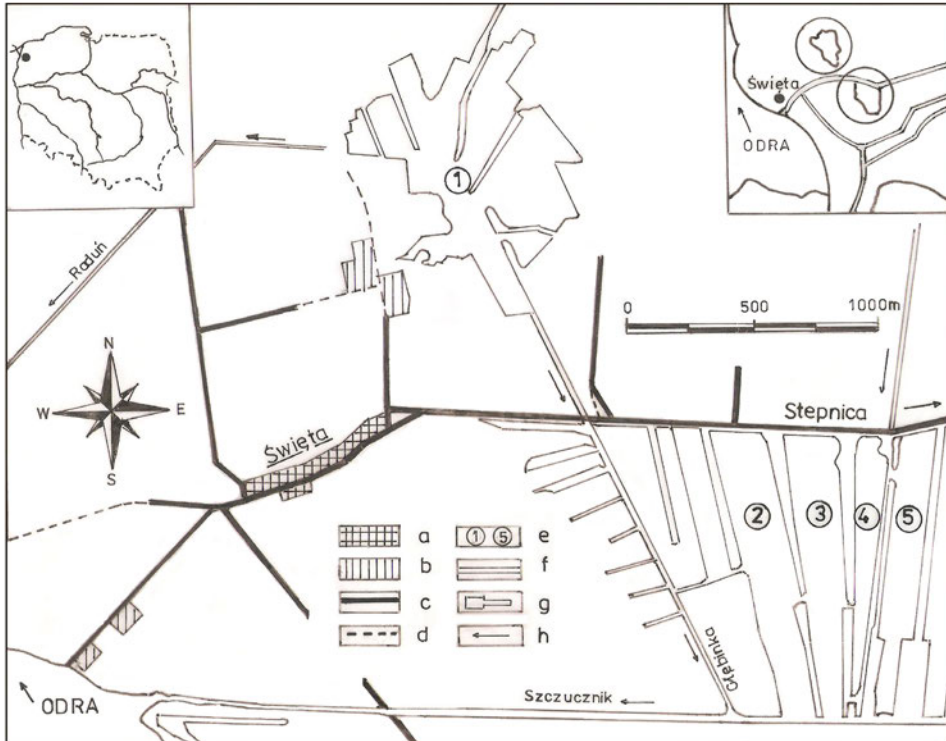 Święta
ODRA
1
Raduń
0 500 1000m
N
W E
S
Stepnica
Święta
2 3 4 5
a 1 5 e
b f
c g
d h
Głębinka
Szczucznik
ODRA